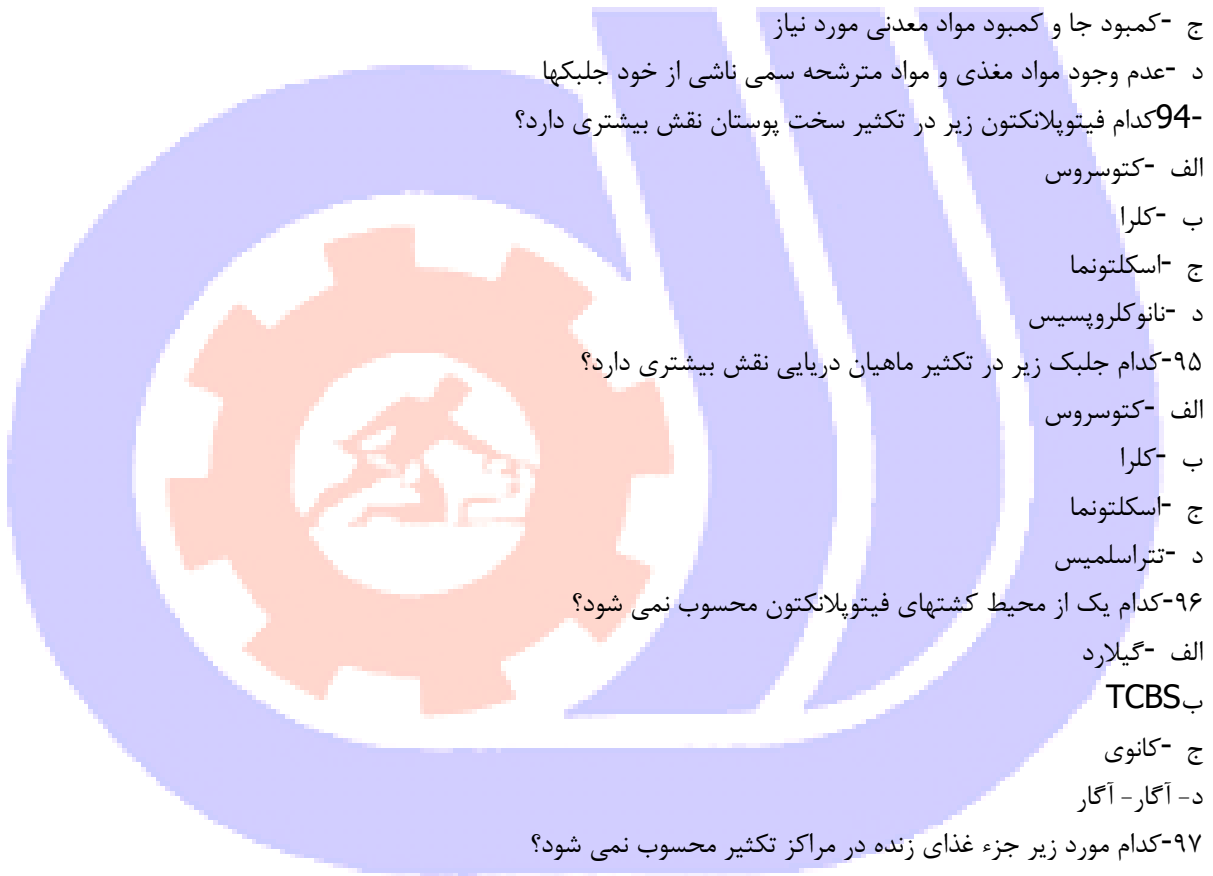 ج -کمبود جا و کمبود مواد معدنی مورد نیاز
د -عدم وجود مواد مغذی و مواد مترشحه سمی ناشی از خود جلبکها
-94کدام فیتوپلانکتون زیر در تکثیر سخت پوستان نقش بیشتری دارد؟
الف -کتوسروس
ب -کلرا
ج -اسکلتونما
د -نانوکلروپسیس
۹۵-کدام جلبک زیر در تکثیر ماهیان دریایی نقش بیشتری دارد؟
الف -کتوسروس
ب -کلرا
ج -اسکلتونما
د -تتراسلمیس
۹۶-کدام یک از محیط کشتهای فیتوپلانکتون محسوب نمی شود؟
الف -گیلارد
بTCBS
ج -کانوی
د- آگار- آگار
۹۷-کدام مورد زیر جزء غذای زنده در مراکز تکثیر محسوب نمی شود؟